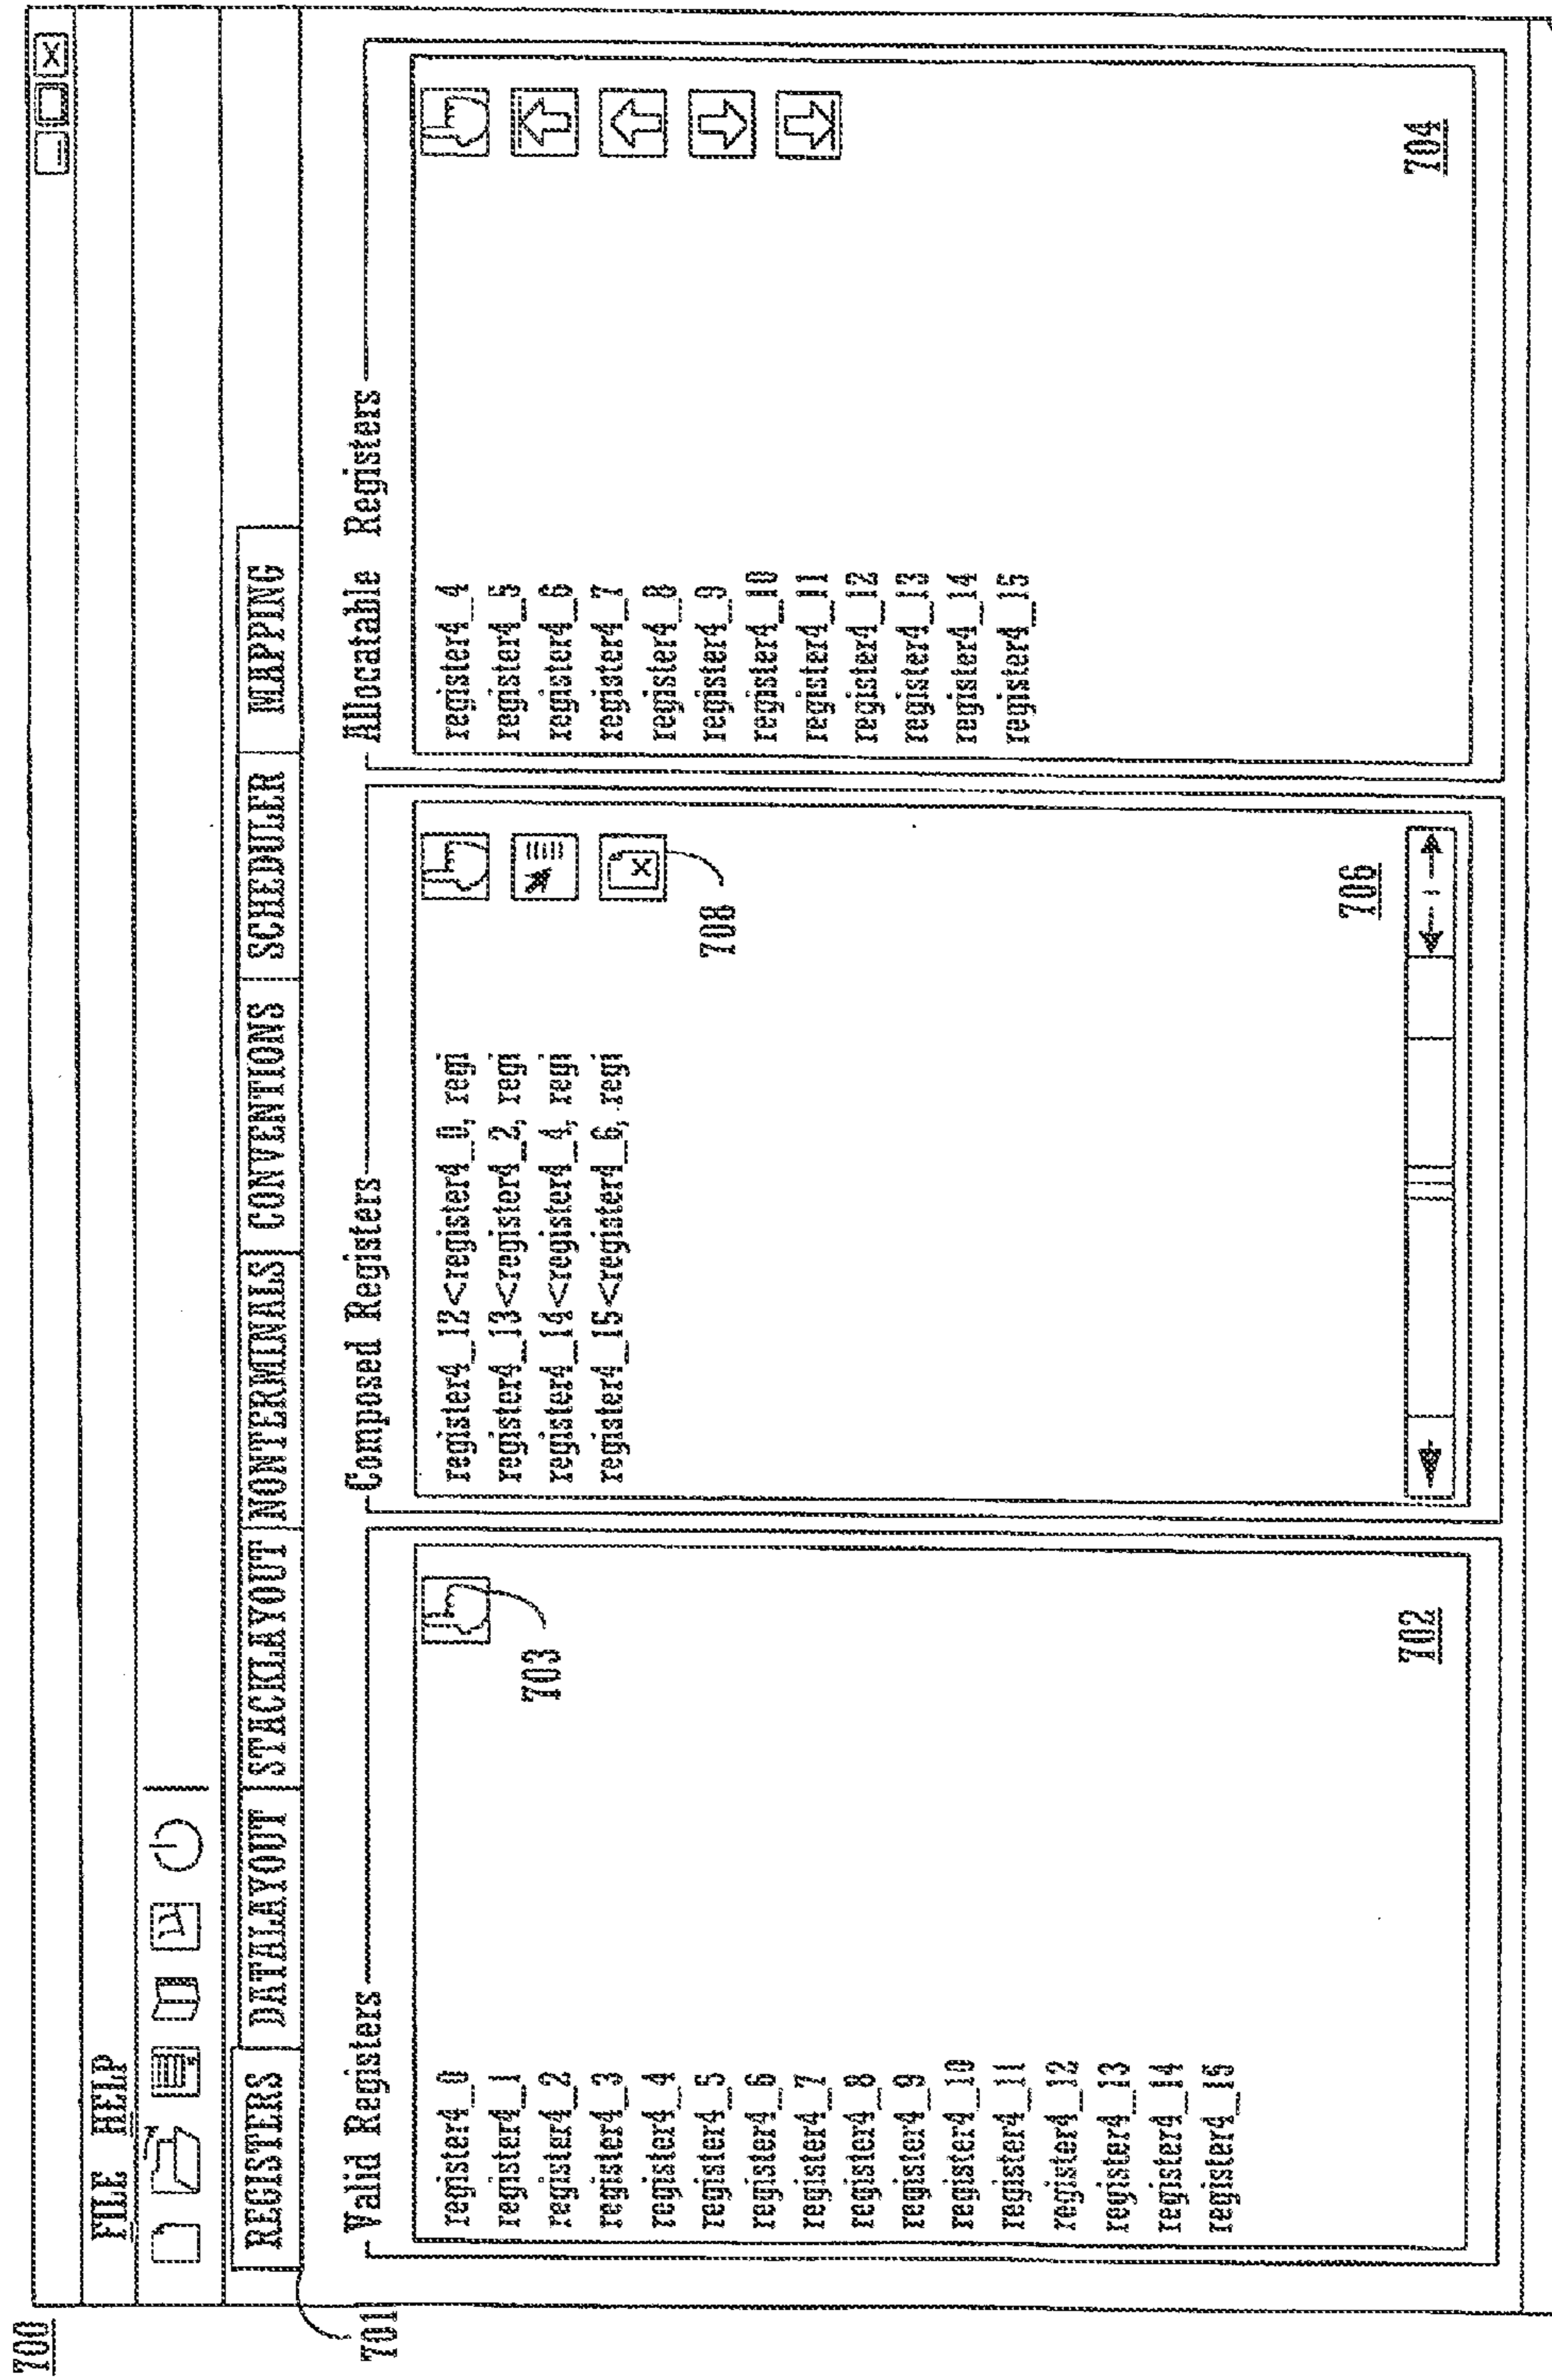 700
X
FILE HELP
REGISTERS DATALAYOUT STACKLAYOUT NONTERMINALS CONVENTIONS SCHEDULER MAPPING
701
Valid Registers
register4_0
register4_1
register4_2
register4_3
register4_4
register4_5
register4_6
register4_7
register4_8
register4_9
register4_10
register4_11
register4_12
register4_13
register4_14
register4_15
703
702
Composed Registers
register4_12<register4_0, regi
register4_13<register4_2, regi
register4_14<register4_4, regi
register4_15<register4_6, regi
708
706
Allocatable Registers
register4_4
register4_5
register4_6
register4_7
register4_8
register4_9
register4_10
register4_11
register4_12
register4_13
register4_14
register4_15
704